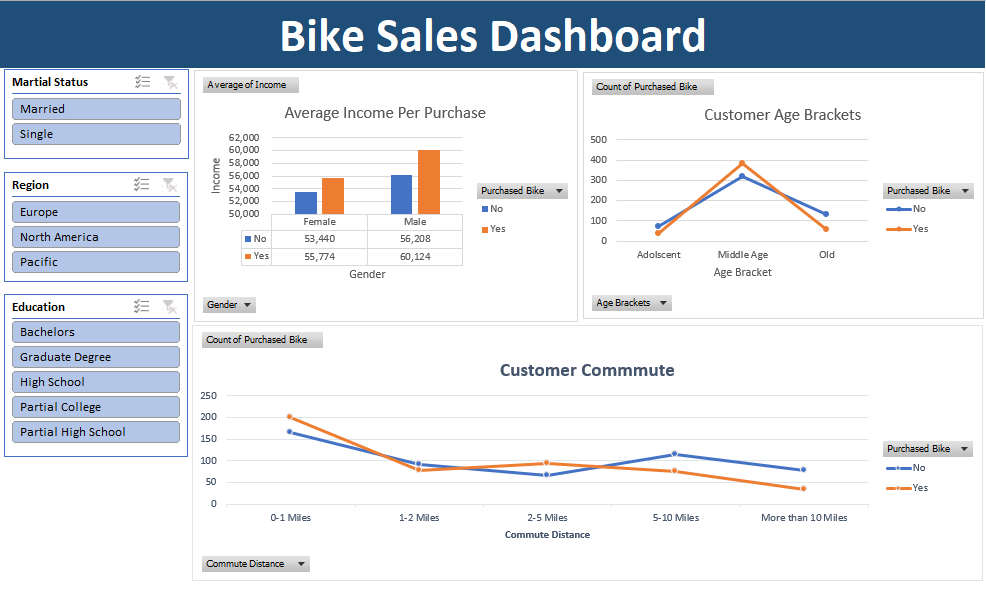 Bike Sales Dashboard
Martial Status
Married
Single
Region
Europe
North America
Pacific
Education
Bachelors
Graduate Degree
High School
Partial College
Partial High School
Average of Income
Average Income Per Purchase
Income
62,000
60,000
58,000
56,000
54,000
52,000
50,000
Female Male
No 53,440 56,208
Yes 55,774 60,124
Gender
Purchased Bike
No
Yes
Gender
Count of Purchased Bike
Customer Age Brackets
500
400
300
200
100
0
Adolscent Middle Age Old
Age Bracket
Purchased Bike
No
Yes
Age Brackets
Count of Purchased Bike
Customer Commmute
250
200
150
100
50
0
0-1 Miles 1-2 Miles 2-5 Miles 5-10 Miles More than 10 Miles
Commute Distance
Purchased Bike
No
Yes
Commute Distance